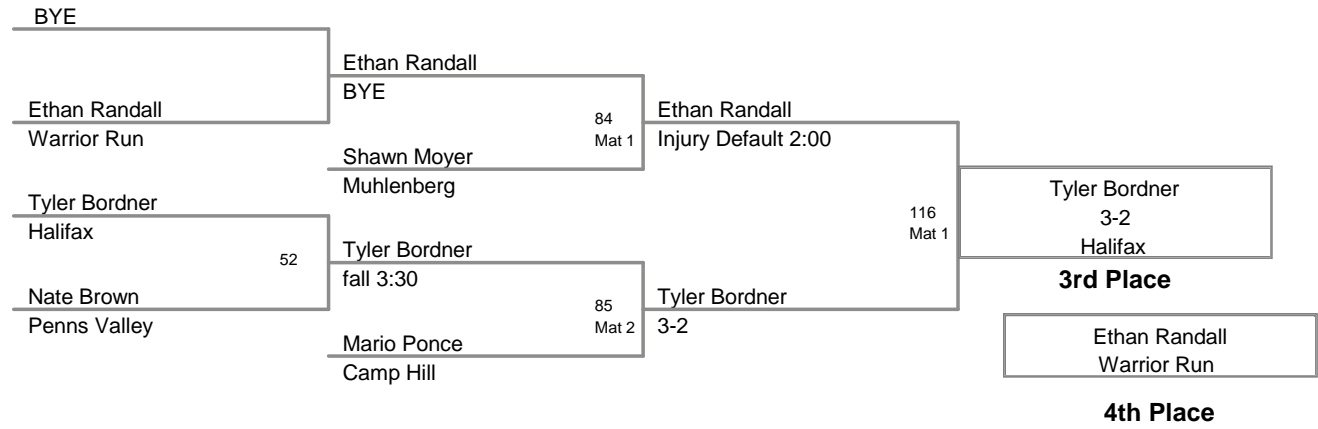 BYE
Ethan Randall
Warrior Run
Tyler Bordner
Halifax
52
Nate Brown
Penns Valley
Ethan Randall
BYE
84
Mat 1
Shawn Moyer
Muhlenberg
Tyler Bordner
fall 3:30
85
Mat 2
Mario Ponce
Camp Hill
Ethan Randall
Injury Default 2:00
116
Mat 1
Tyler Bordner
3-2
Tyler Bordner
3-2
Halifax
3rd Place
Ethan Randall
Warrior Run
4th Place